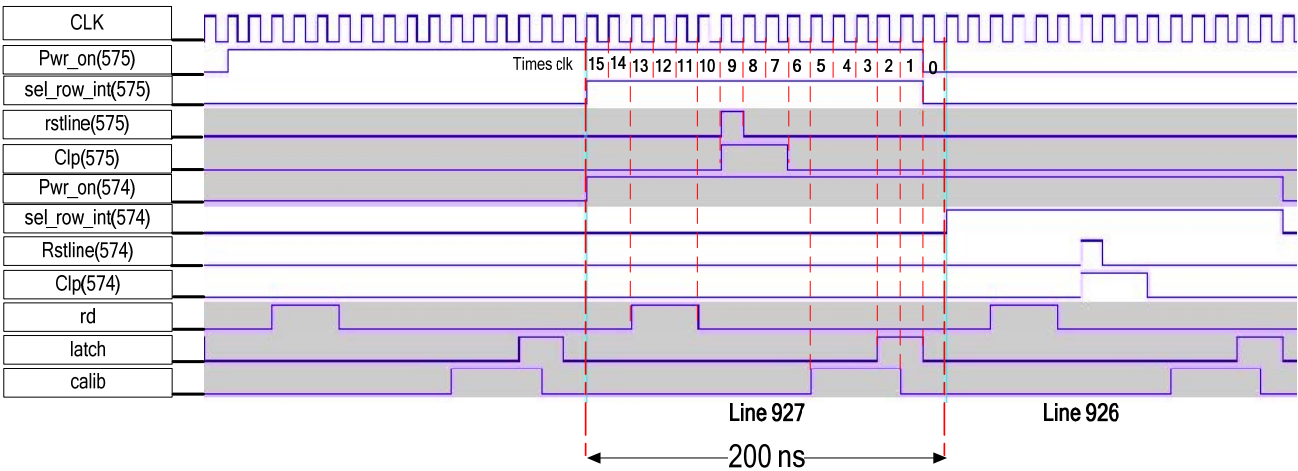 CLK
Pwr_on(575)
Times clk 15 14 13 12 11 10 9 8 7 6 5 4 3 2 1 0
sel_row_int(575)
rstline(575)
Clp(575)
Pwr_on(574)
sel_row_int(574)
Rstline(574)
Clp(574)
rd
latch
calib
Line 927 Line 926
200 ns